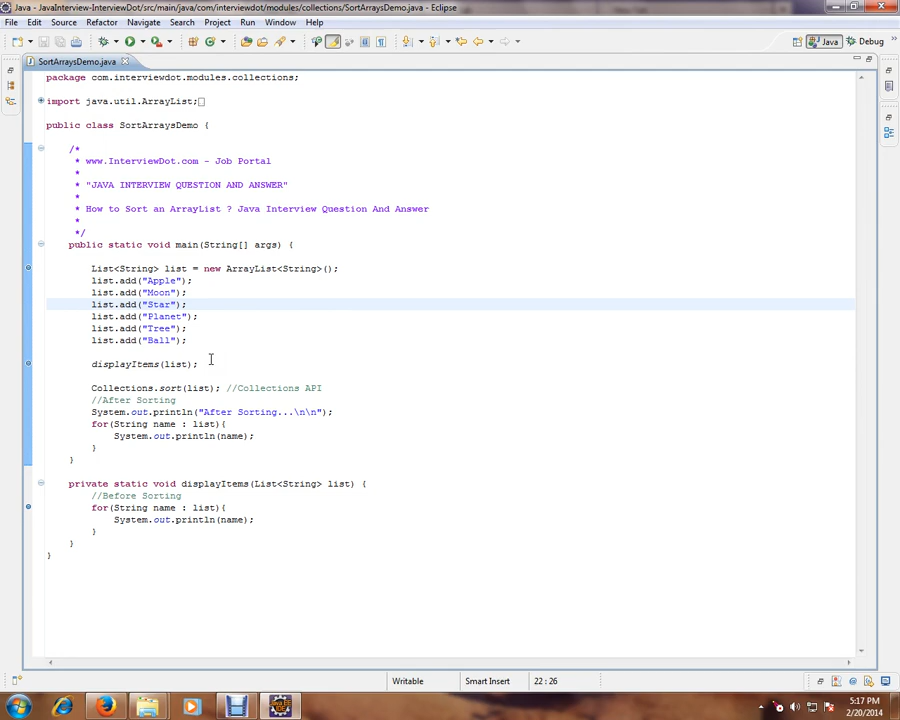 Java - JavaInterview-InterviewDot/src/main/java/com/interviewdot/modules/collections/SortArraysDemo.java - Eclipse
File Edit Source Refactor Navigate Search Project Run Window Help
Java Debug
SortArraysDemo.java
package com.interviewdot.modules.collections;
import java.util.ArrayList;
public class SortArraysDemo {
/*
* www.InterviewDot.com - Job Portal
*
* "JAVA INTERVIEW QUESTION AND ANSWER"
*
* How to Sort an ArrayList ? Java Interview Question And Answer
*
*/
public static void main(String[] args) {
List<String> list = new ArrayList<String>();
list.add("Apple");
list.add("Moon");
list.add("Star");
list.add("Planet");
list.add("Tree");
list.add("Ball");
displayItems(list);
Collections.sort(list); //Collections API
//After Sorting
System.out.println("After Sorting...\n\n");
for(String name : list){
System.out.println(name);
}
}
private static void displayItems(List<String> list) {
//Before Sorting
for(String name : list){
System.out.println(name);
}
}
}
Writable Smart Insert 22 : 26
5:17 PM
2/20/2014